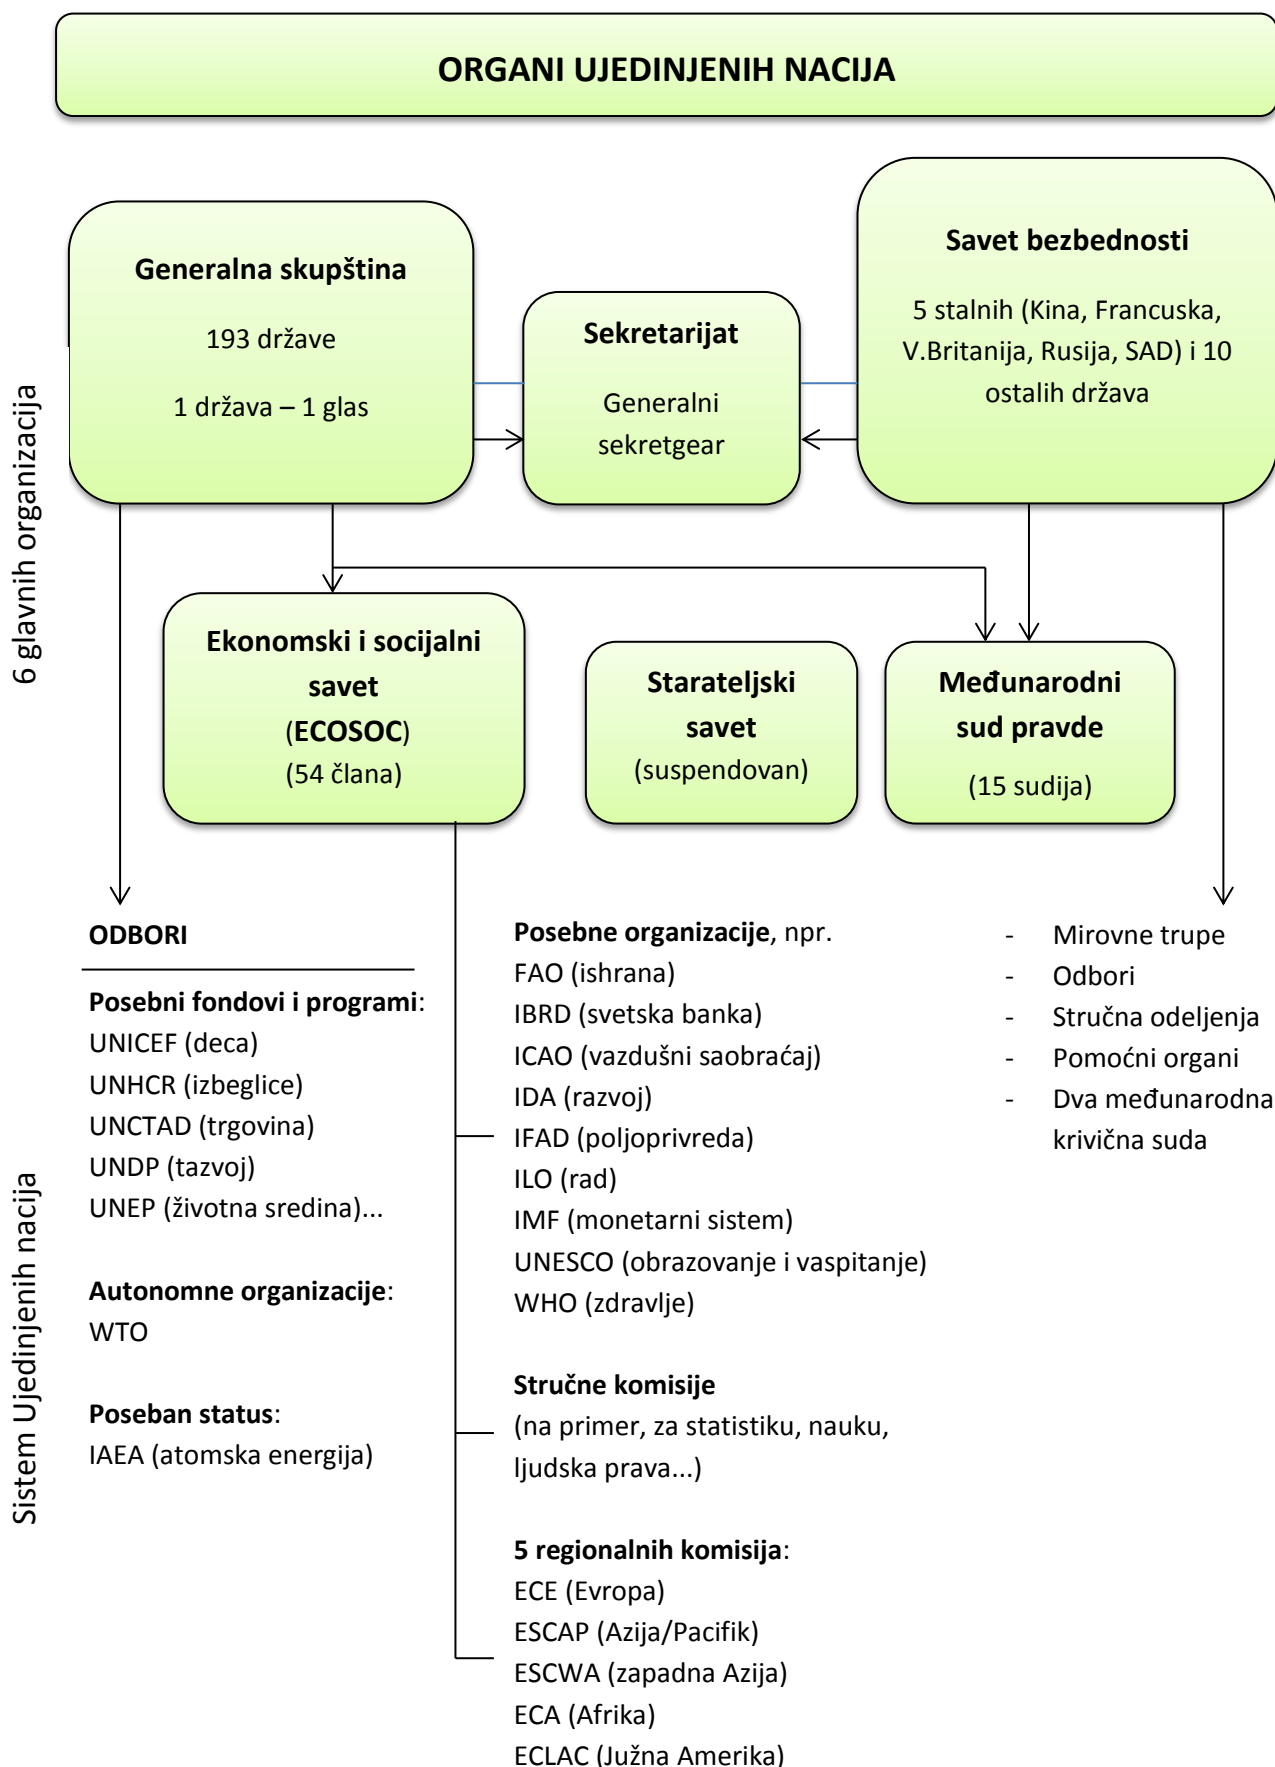 ORGANI UJEDINJENIH NACIJA
6 glavnih organizacija
Generalna skupština
193 države
1 država – 1 glas
Sekretarijat
Generalni
sekretgear
Savet bezbednosti
5 stalnih (Kina, Francuska,
V.Britanija, Rusija, SAD) i 10
ostalih država
Ekonomski i socijalni
savet
(ECOSOC)
(54 člana)
Starateljski
savet
(suspendovan)
Međunarodni
sud pravde
(15 sudija)
Sistem Ujedinjenih nacija
ODBORI
Posebni fondovi i programi:
UNICEF (deca)
UNHCR (izbeglice)
UNCTAD (trgovina)
UNDP (tazvoj)
UNEP (životna sredina)...
Autonomne organizacije:
WTO
Poseban status:
IAEA (atomska energija)
Posebne organizacije, npr.
FAO (ishrana)
IBRD (svetska banka)
ICAO (vazdušni saobraćaj)
IDA (razvoj)
IFAD (poljoprivreda)
ILO (rad)
IMF (monetarni sistem)
UNESCO (obrazovanje i vaspitanje)
WHO (zdravlje)
Stručne komisije
(na primer, za statistiku, nauku,
ljudska prava...)
5 regionalnih komisija:
ECE (Evropa)
ESCAP (Azija/Pacifik)
ESCWA (zapadna Azija)
ECA (Afrika)
ECLAC (Južna Amerika)
- Mirovne trupe
- Odbori
- Stručna odeljenja
- Pomoćni organi
- Dva međunarodna
krivična suda